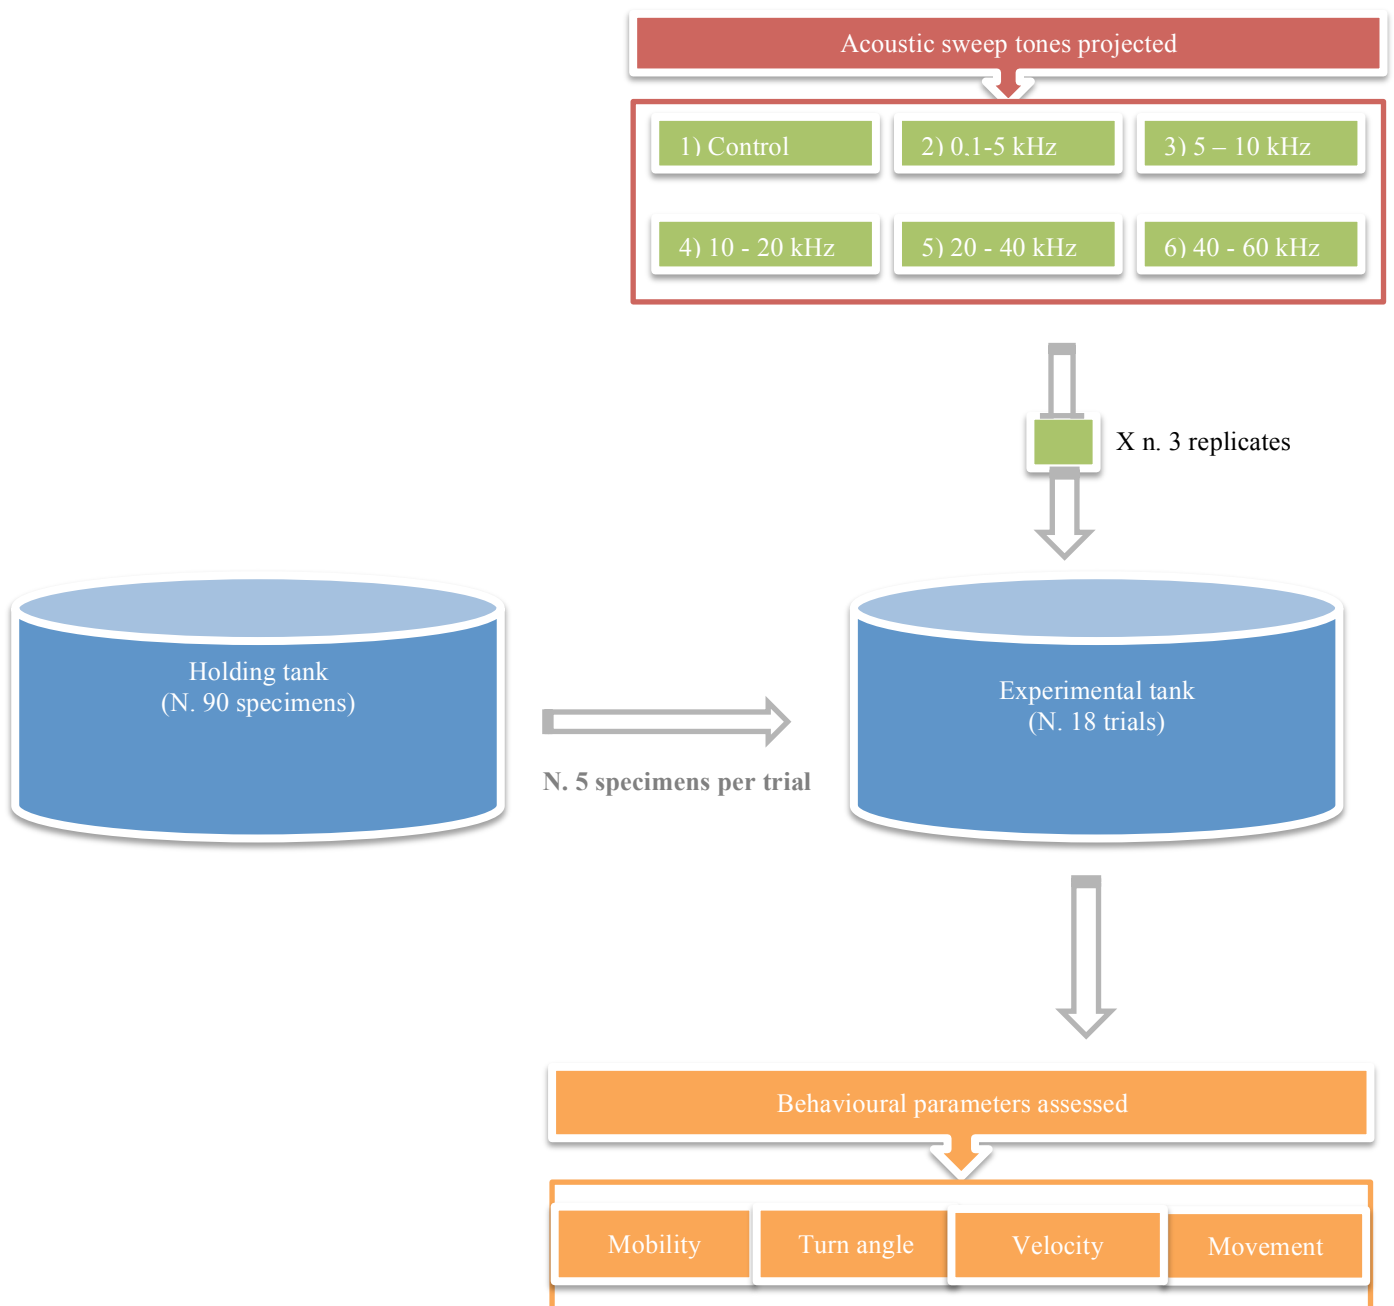 Acoustic sweep tones projected
1) Control
2) 0.1-5 kHz
3) 5 – 10 kHz
4) 10 - 20 kHz
5) 20 - 40 kHz
6) 40 - 60 kHz
X n. 3 replicates
Holding tank
(N. 90 specimens)
N. 5 specimens per trial
Experimental tank
(N. 18 trials)
Behavioural parameters assessed
Mobility
Turn angle
Velocity
Movement